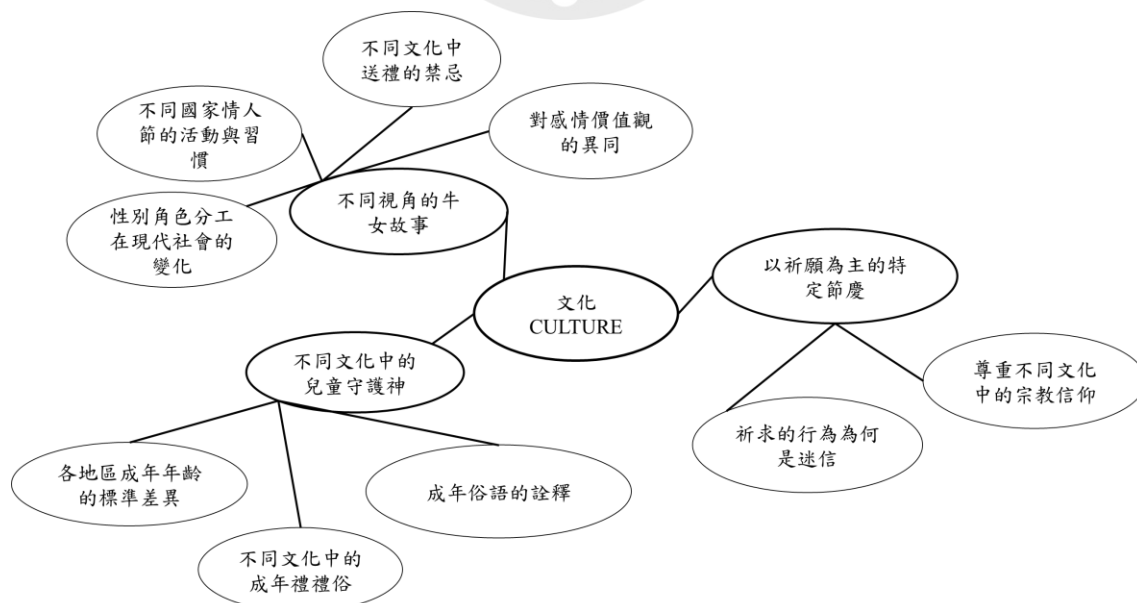 不同文化中
送禮的禁忌
不同國家情人
節的活動與習
慣
對感情價值觀
的異同
性別角色分工
在現代社會的
變化
不同視角的牛
女故事
以祈願為主的特
定節慶
文化
CULTURE
不同文化中的
兒童守護神
尊重不同文化
中的宗教信仰
祈求的行為為何
是迷信
各地區成年年齡
的標準差異
成年俗語的詮釋
不同文化中的
成年禮禮俗